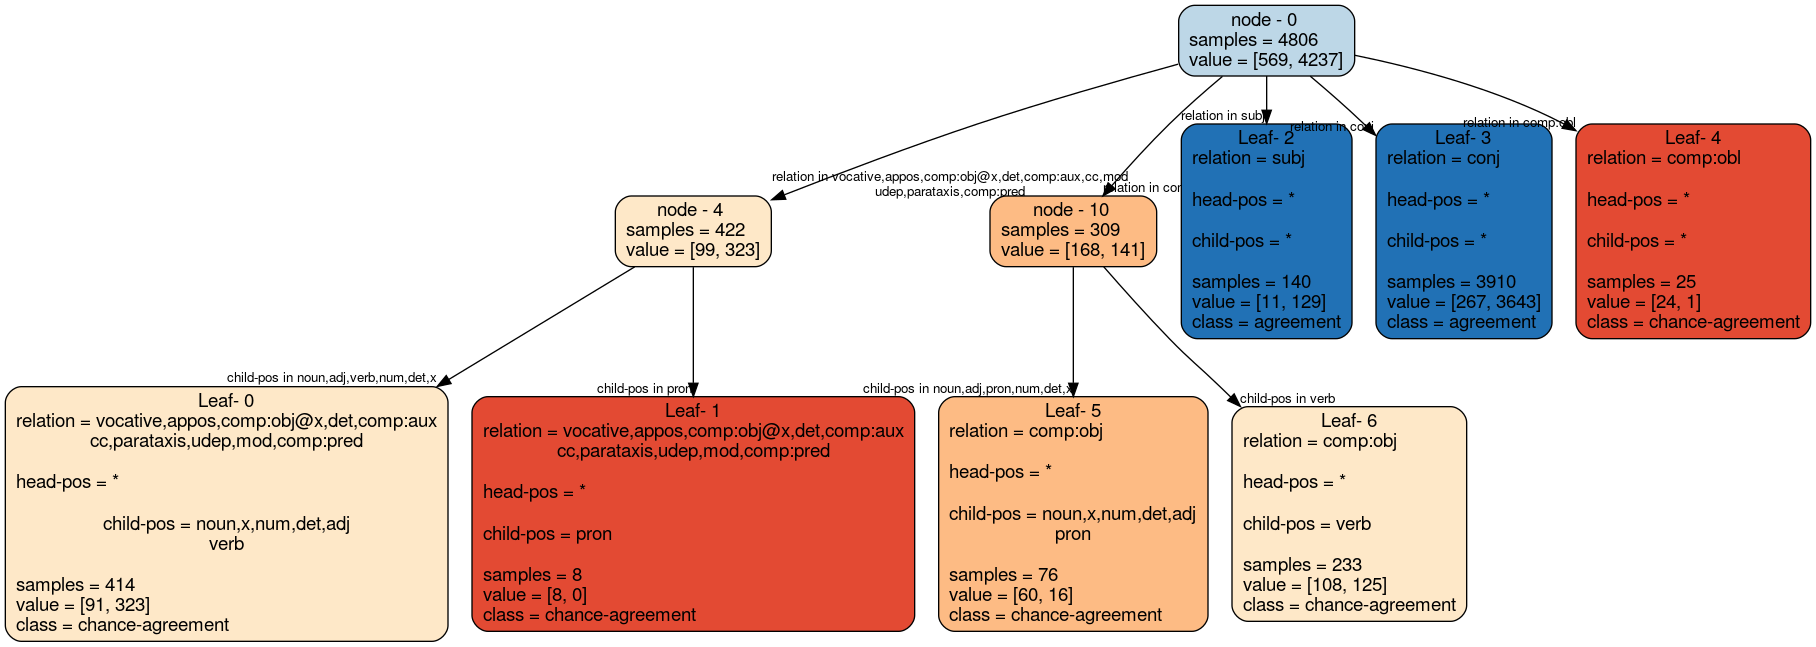 node - 0
samples = 4806
value = [569, 4237]
relation in vocative,appos,comp:obj@x,det,comp:aux,cc,mod
udep,parataxis,comp:pred
relation in
relation in subj
relation in conj
relation in comp:obl
node - 4
samples = 422
value = [99, 323]
node - 10
samples = 309
value = [168, 141]
Leaf- 2
relation = subj
head-pos = *
child-pos = *
samples = 140
value = [11, 129]
class = agreement
Leaf- 3
relation = conj
head-pos = *
child-pos = *
samples = 3910
value = [267, 3643]
class = agreement
Leaf- 4
relation = comp:obl
head-pos = *
child-pos = *
samples = 25
value = [24, 1]
class = chance-agreement
child-pos in noun,adj,verb,num,det,x
child-pos in pron
child-pos in noun,adj,pron,num,det,x
child-pos in verb
Leaf- 0
relation = vocative,appos,comp:obj@x,det,comp:aux
cc,parataxis,udep,mod,comp:pred
head-pos = *
child-pos = noun,x,num,det,adj
verb
samples = 414
value = [91, 323]
class = chance-agreement
Leaf- 1
relation = vocative,appos,comp:obj@x,det,comp:aux
cc,parataxis,udep,mod,comp:pred
head-pos = *
child-pos = pron
samples = 8
value = [8, 0]
class = chance-agreement
Leaf- 5
relation = comp:obj
head-pos = *
child-pos = noun,x,num,det,adj
pron
samples = 76
value = [60, 16]
class = chance-agreement
Leaf- 6
relation = comp:obj
head-pos = *
child-pos = verb
samples = 233
value = [108, 125]
class = chance-agreement